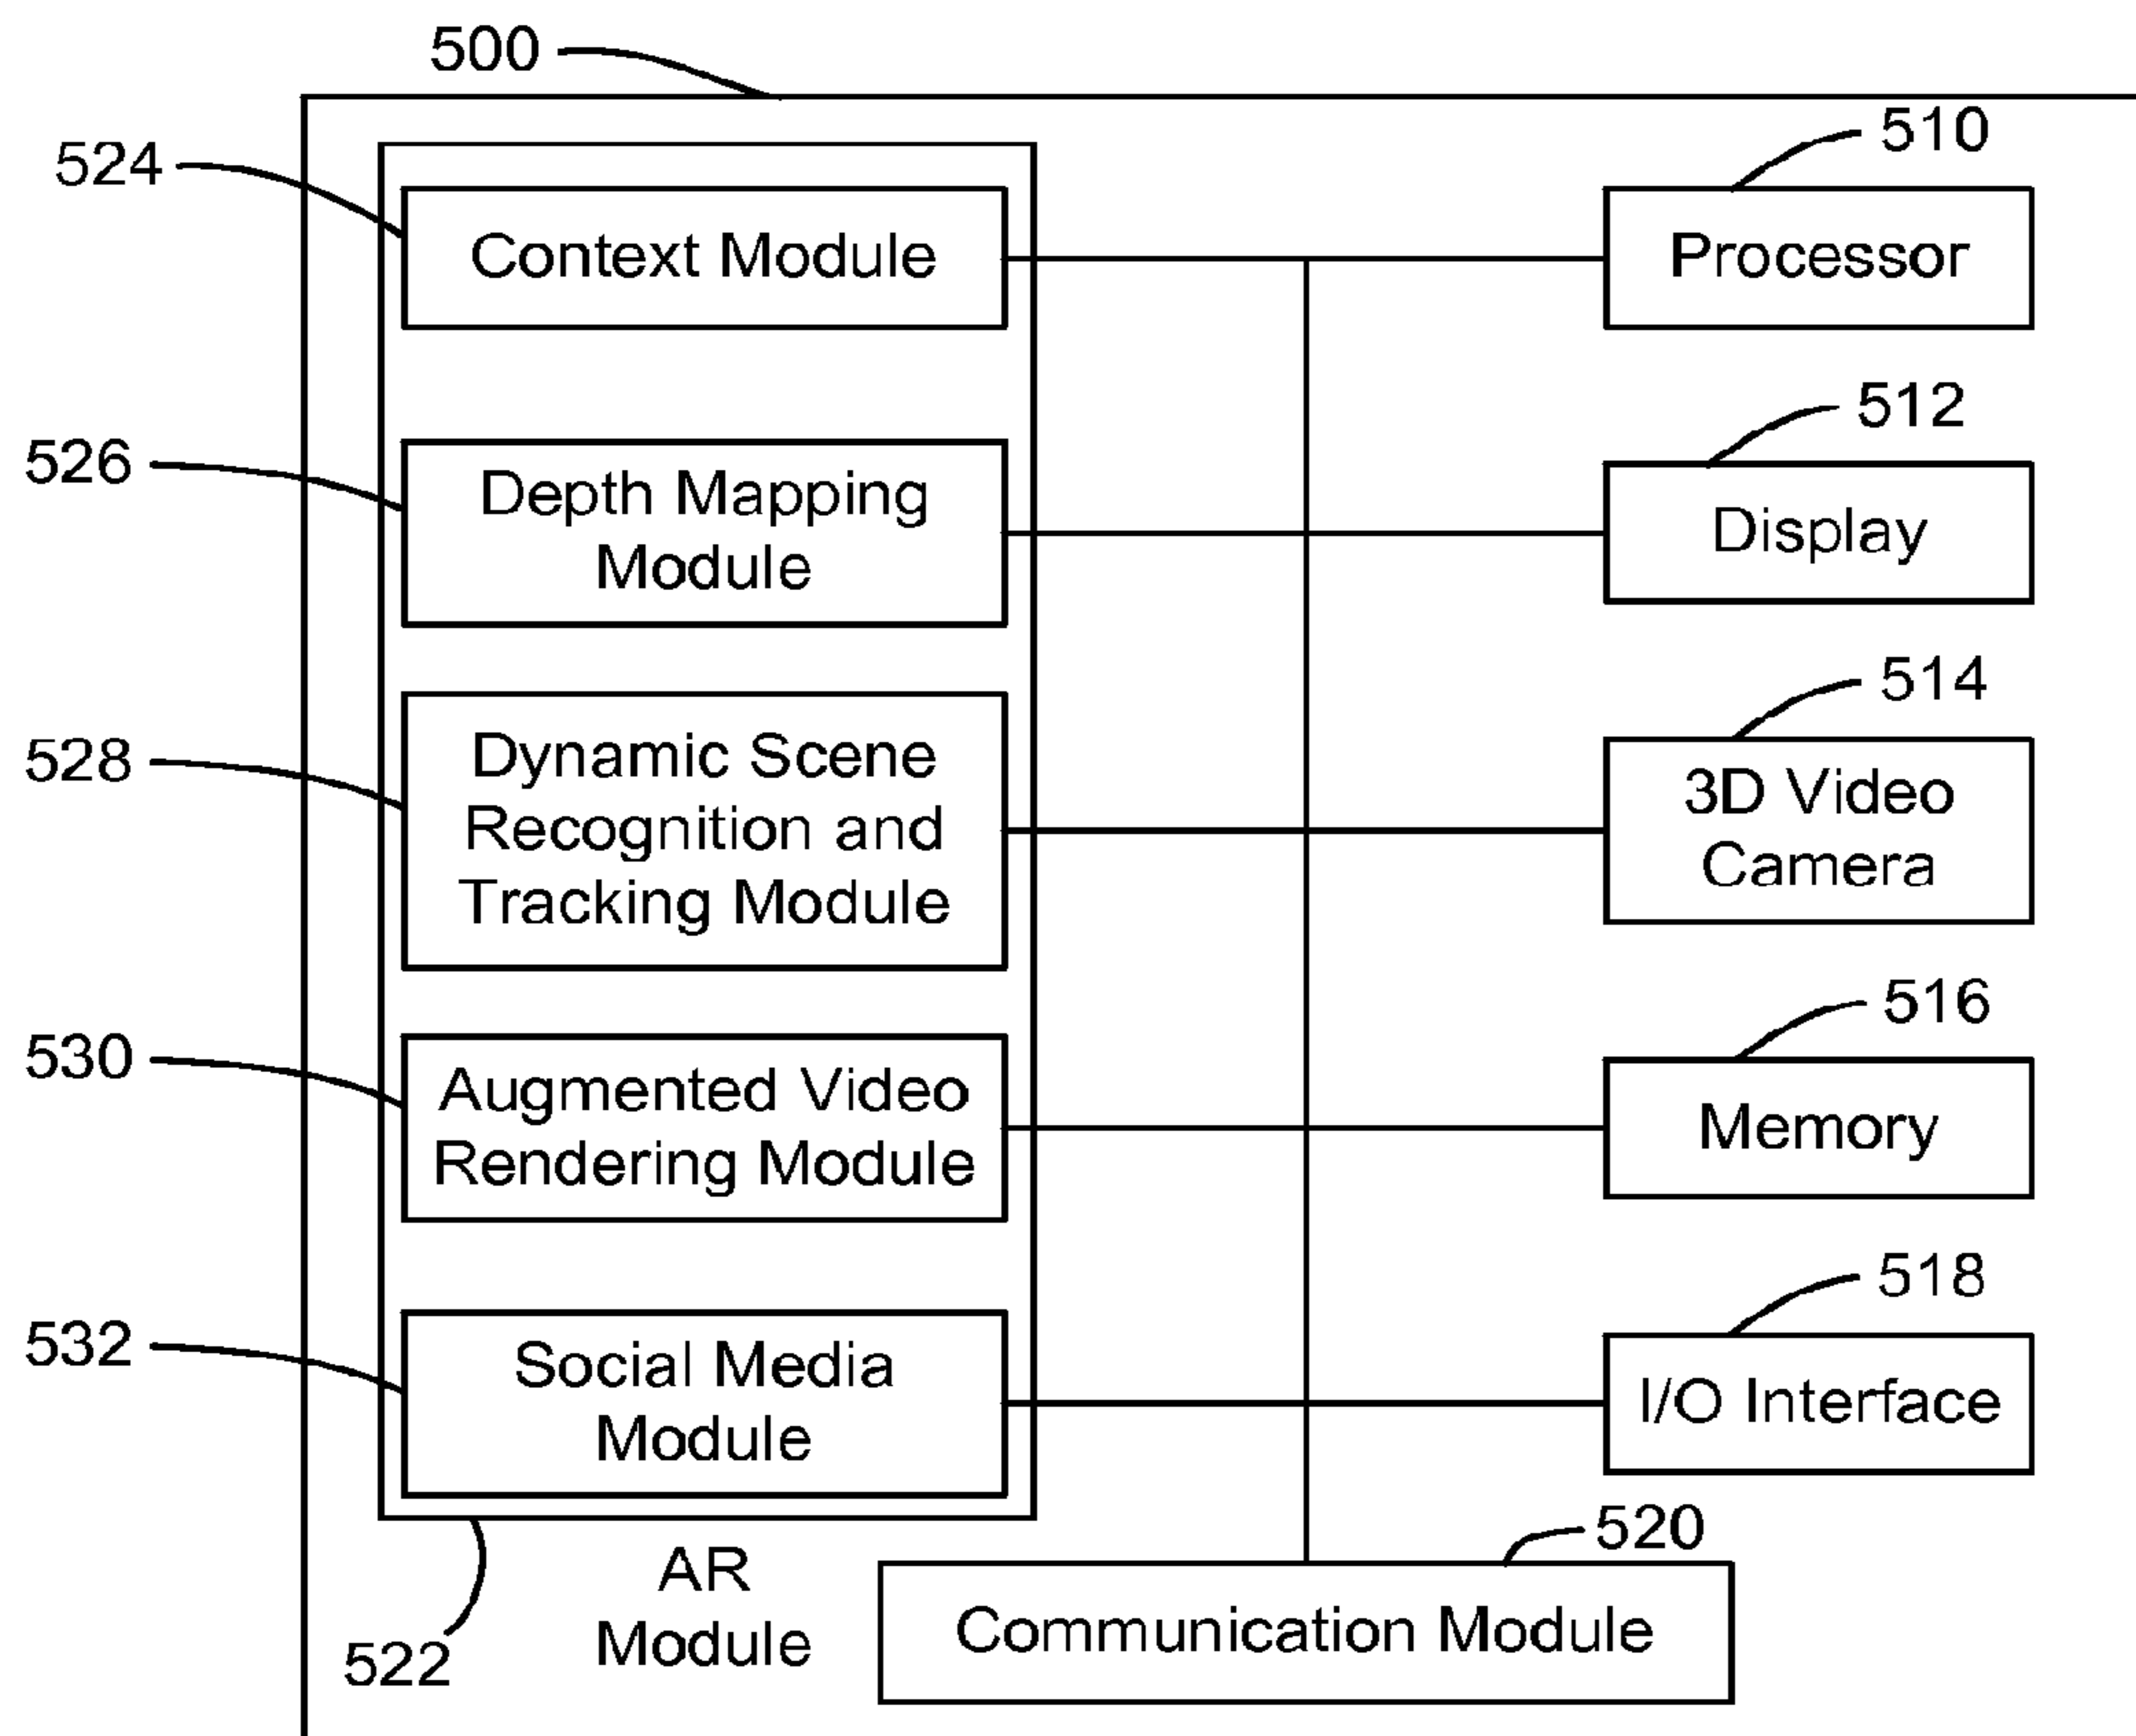 500
524
510
Context Module
Processor
512
526
Depth Mapping
Module
Display
514
528
Dynamic Scene
Recognition and
Tracking Module
3D Video
Camera
516
530
Augmented Video
Rendering Module
Memory
518
532
Social Media
Module
I/O Interface
520
AR
Module
522
Communication Module